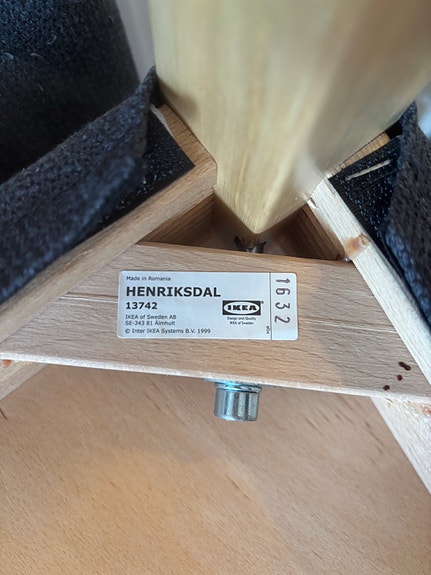 Made in Romania
HENRIKSDAL
13742
IKEA of Sweden AB
SE-343 81 Älmhult
© Inter IKEA Systems B.V. 1999
IKEA
Design and Quality
IKEA of Sweden
1632